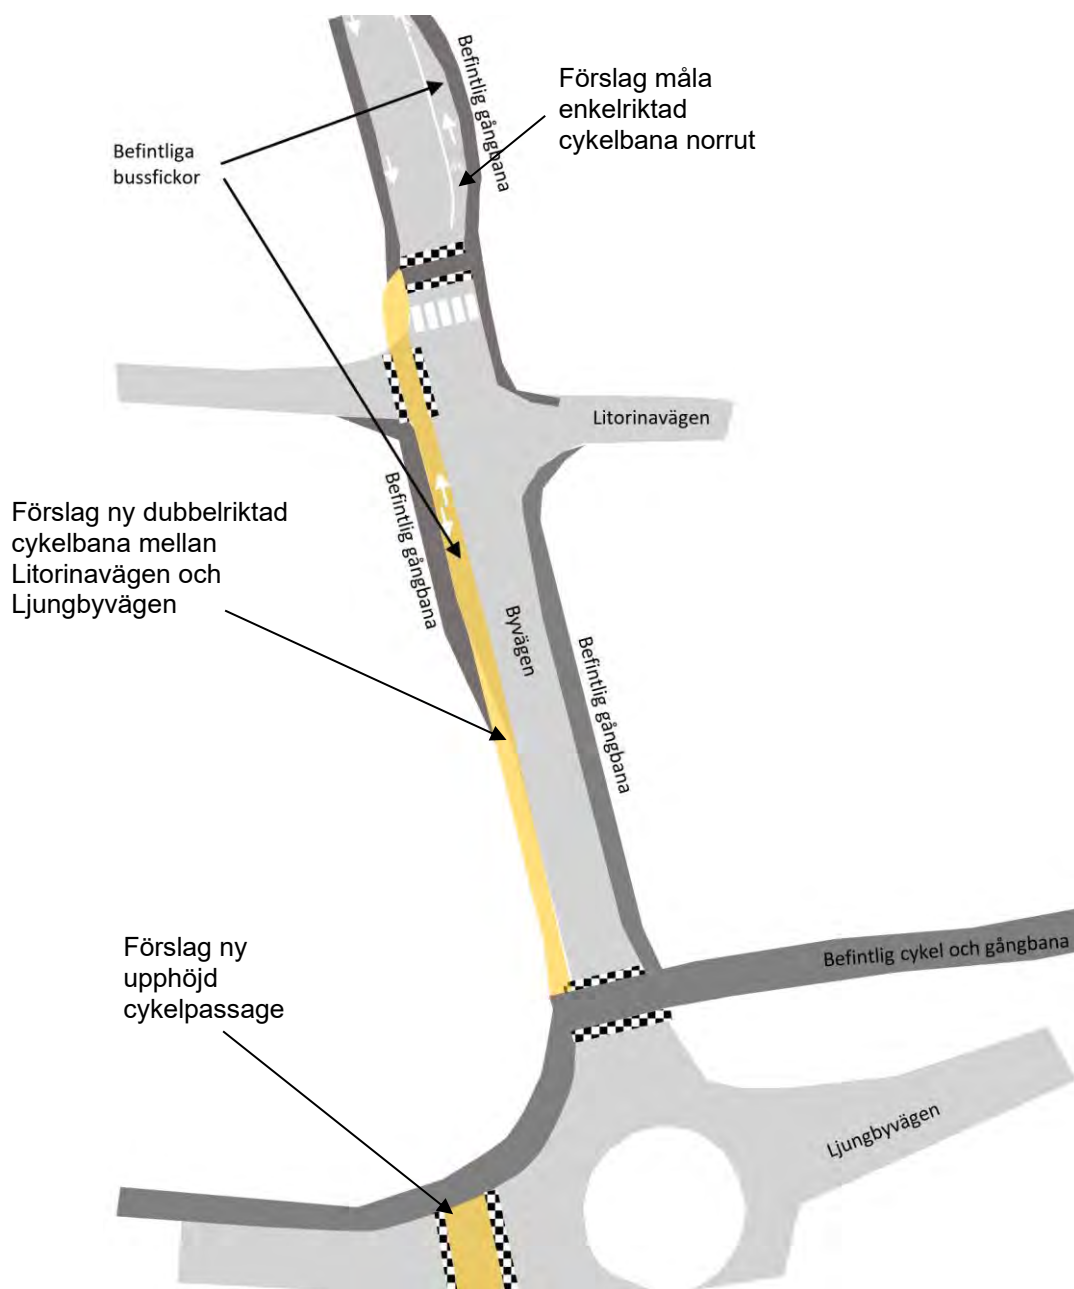 Befintlig gångbana
Förslag måla
enkelriktad
cykelbana norrut
Befintliga
bussfickor
Litorinavägen
Befintlig gångbana
Förslag ny dubbelriktad
cykelbana mellan
Litorinavägen och
Ljungbyvägen
Byvägen
Befintlig gångbana
Befintlig cykel och gångbana
Förslag ny
upphöjd
cykelpassage
Ljungbyvägen